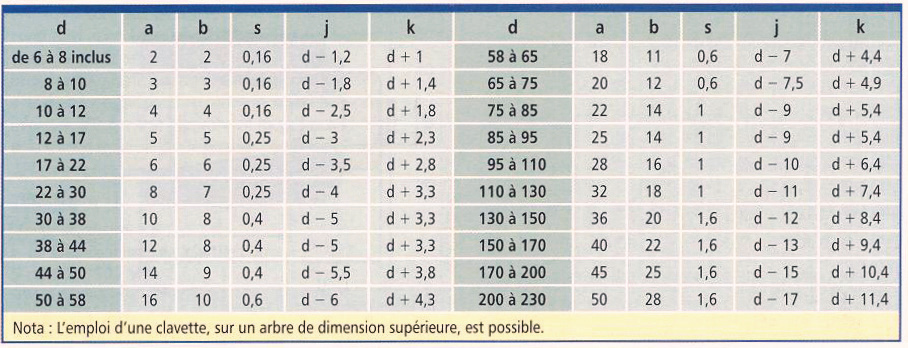 d a b s j k d a b s j k
de 6 à 8 inclus 2 2 0,16 d – 1,2 d + 1 58 à 65 18 11 0,6 d – 7 d + 4,4
8 à 10 3 3 0,16 d – 1,8 d + 1,4 65 à 75 20 12 0,6 d – 7,5 d + 4,9
10 à 12 4 4 0,16 d – 2,5 d + 1,8 75 à 85 22 14 1 d – 9 d + 5,4
12 à 17 5 5 0,25 d – 3 d + 2,3 85 à 95 25 14 1 d – 9 d + 5,4
17 à 22 6 6 0,25 d – 3,5 d + 2,8 95 à 110 28 16 1 d – 10 d + 6,4
22 à 30 8 7 0,25 d – 4 d + 3,3 110 à 130 32 18 1 d – 11 d + 7,4
30 à 38 10 8 0,4 d – 5 d + 3,3 130 à 150 36 20 1,6 d – 12 d + 8,4
38 à 44 12 8 0,4 d – 5 d + 3,3 150 à 170 40 22 1,6 d – 13 d + 9,4
44 à 50 14 9 0,4 d – 5,5 d + 3,8 170 à 200 45 25 1,6 d – 15 d + 10,4
50 à 58 16 10 0,6 d – 6 d + 4,3 200 à 230 50 28 1,6 d – 17 d + 11,4
Nota : L'emploi d'une clavette, sur un arbre de dimension supérieure, est possible.